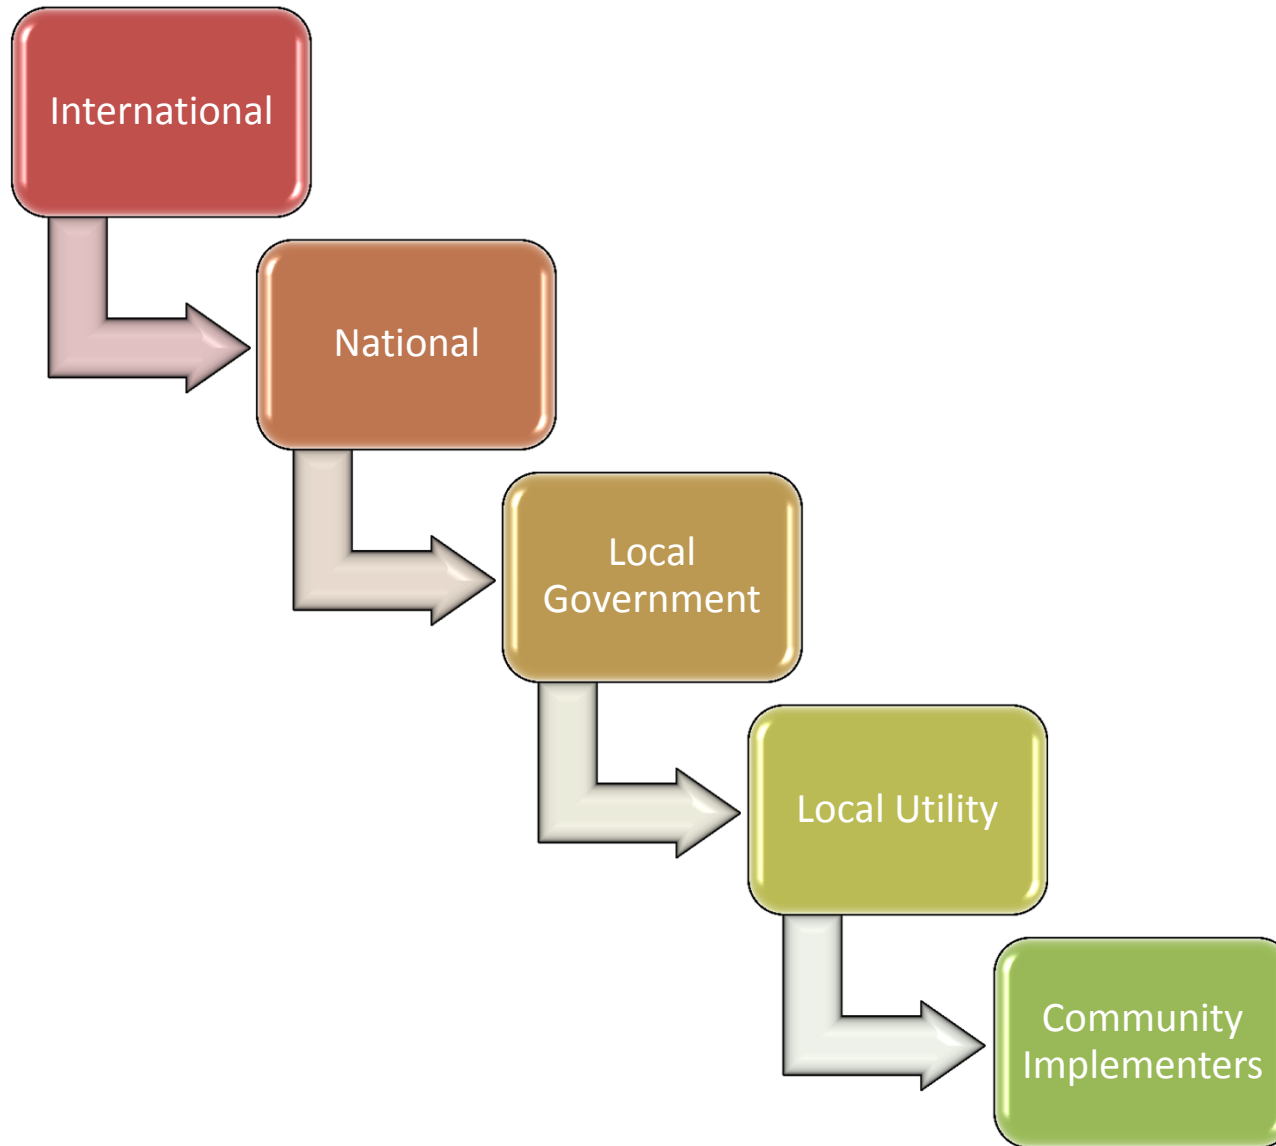 International
National
Local
Government
Local Utility
Community
Implementers